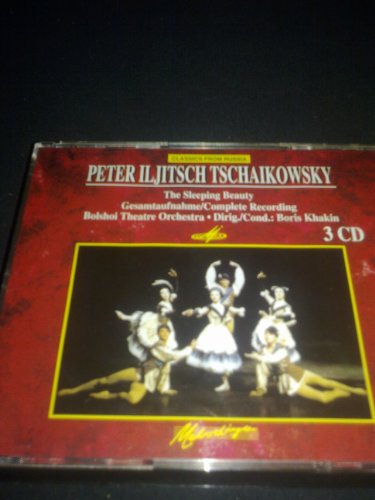 CLASSICS FROM RUSSIA
PETER ILJITSCH TSCHAIKOWSKY
The Sleeping Beauty
Gesamtaufnahme/Complete Recording
Bolshoi Theatre Orchestra • Dirig./Cond.: Boris Khakin
3 CD